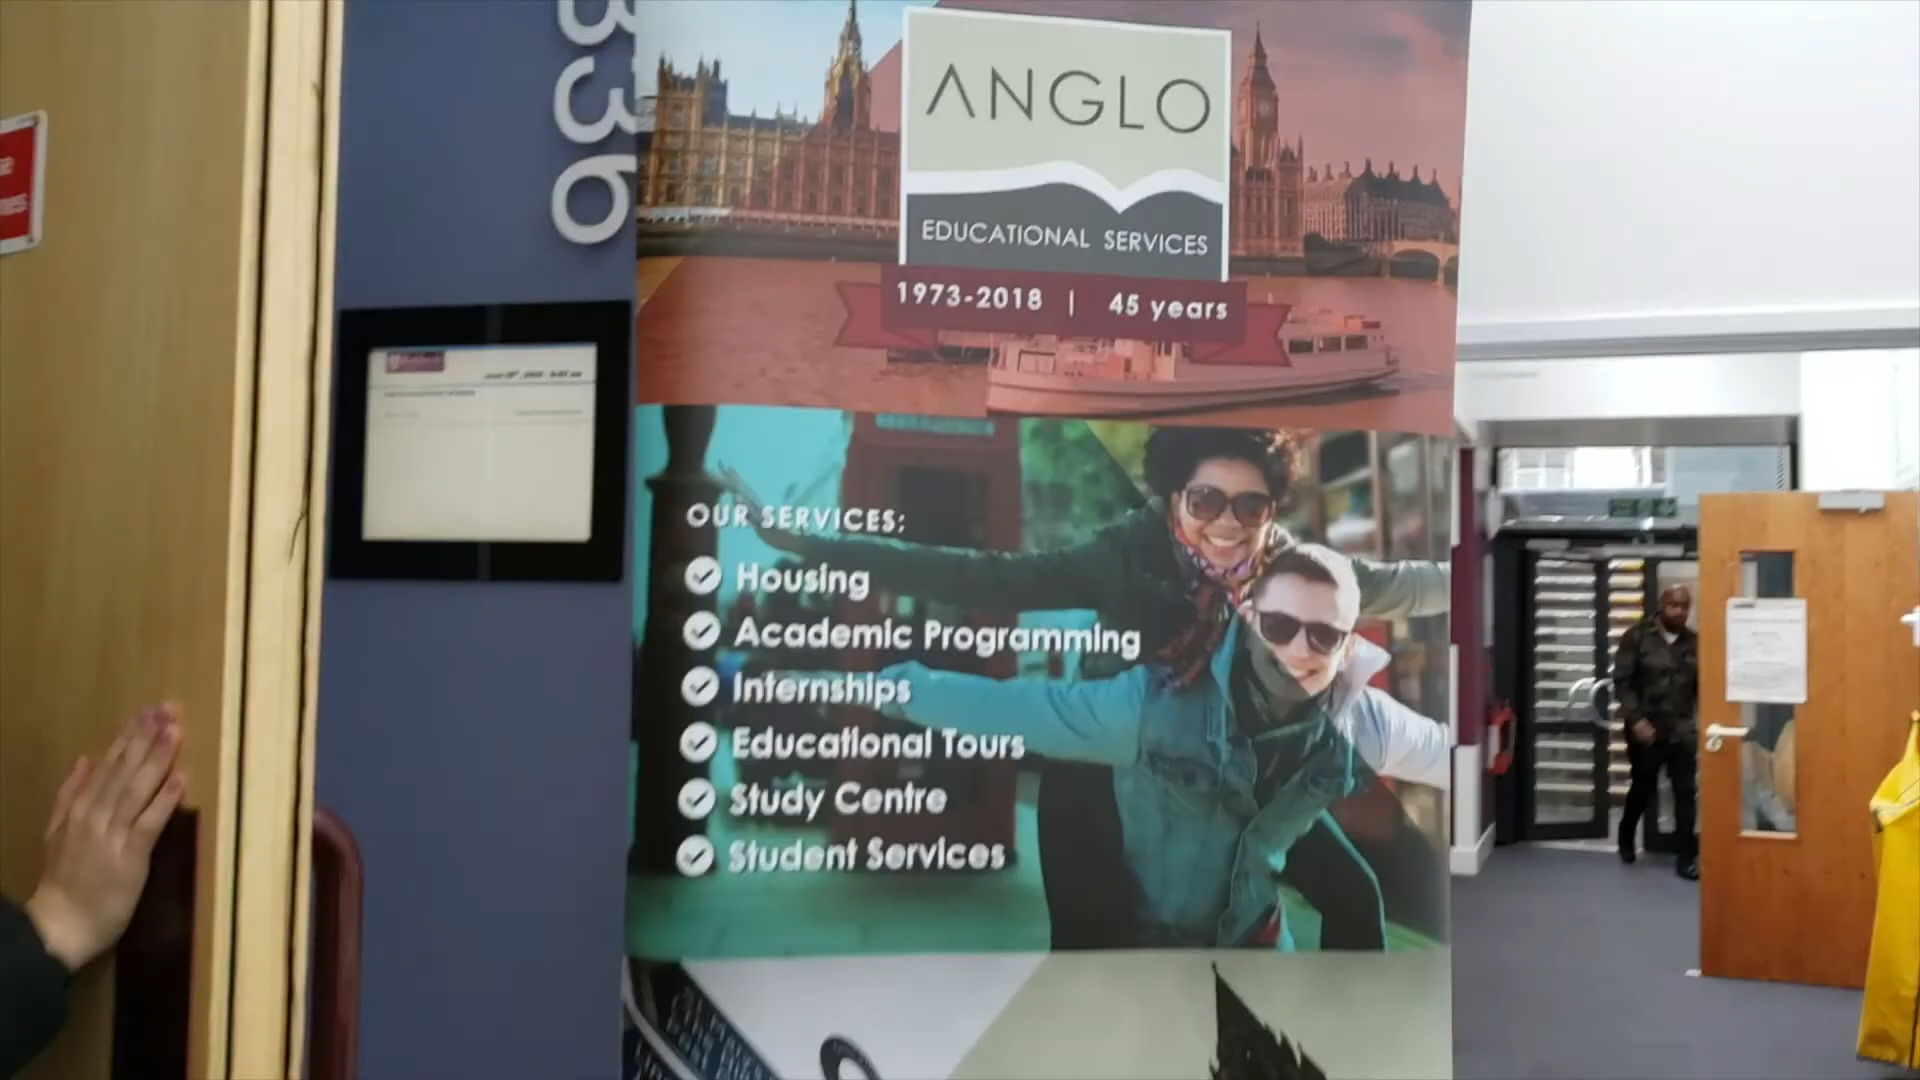 336
ANGLO
EDUCATIONAL SERVICES
1973-2018 | 45 years
OUR SERVICES:
Housing
Academic Programming
Internships
Educational Tours
Study Centre
Student Services